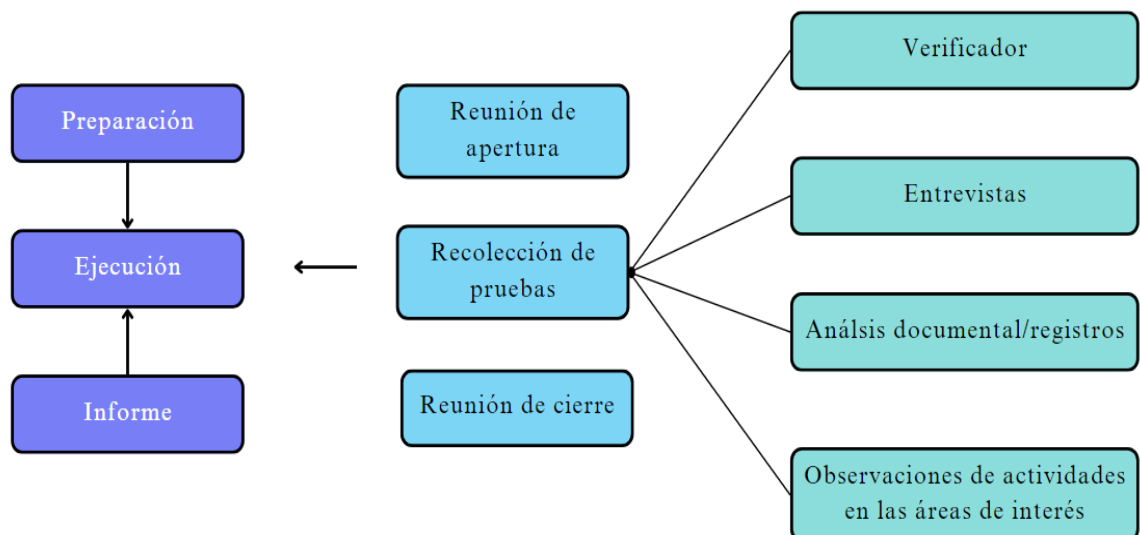 Preparación
Ejecución
Informe
Reunión de
apertura
Recolección de
pruebas
Reunión de cierre
Verificador
Entrevistas
Análsis documental/registros
Observaciones de actividades
en las áreas de interés